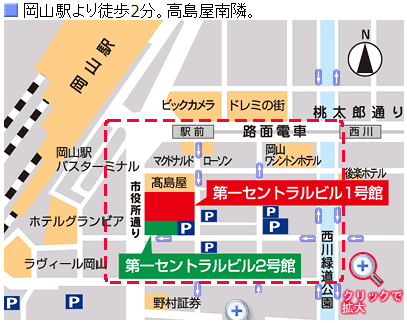 岡山駅より徒歩2分。高島屋南隣。
岡山駅
N
ビックカメラ
ドレミの街
桃太郎通り
駅前
路面電車
西川
岡山駅
バスターミナル
マクドナルド
ローソン
岡山
ワシントンホテル
後楽ホテル
市役所通り
髙島屋
第一セントラルビル1号館
P
P
P
P
ホテルグランビア
第一セントラルビル2号館
西川緑道公園
ラヴィール岡山
クリックで
拡大
P
P
P
野村証券